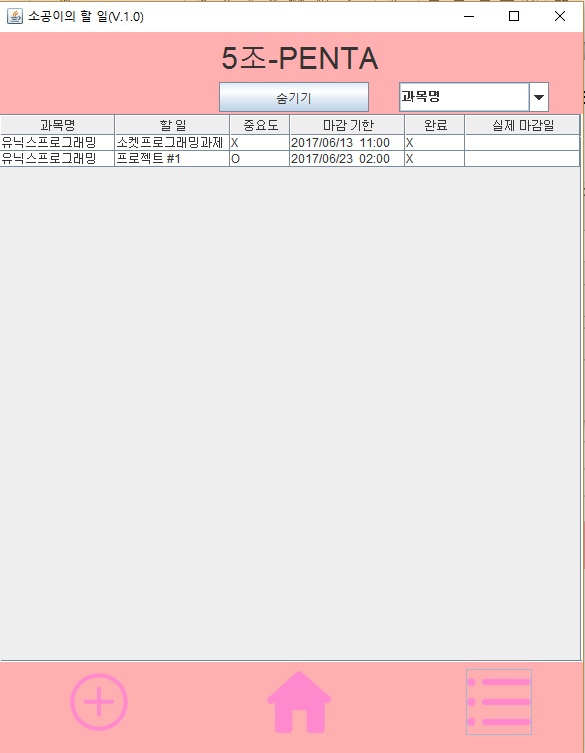 소공이의 할 일(V.1.0)
5조-PENTA
숨기기 과목명
과목명 할 일 중요도 마감 기한 완료 실제 마감일
유닉스프로그래밍 소켓프로그래밍과제 X 2017/06/13 11:00 X
유닉스프로그래밍 프로젝트 #1 O 2017/06/23 02:00 X